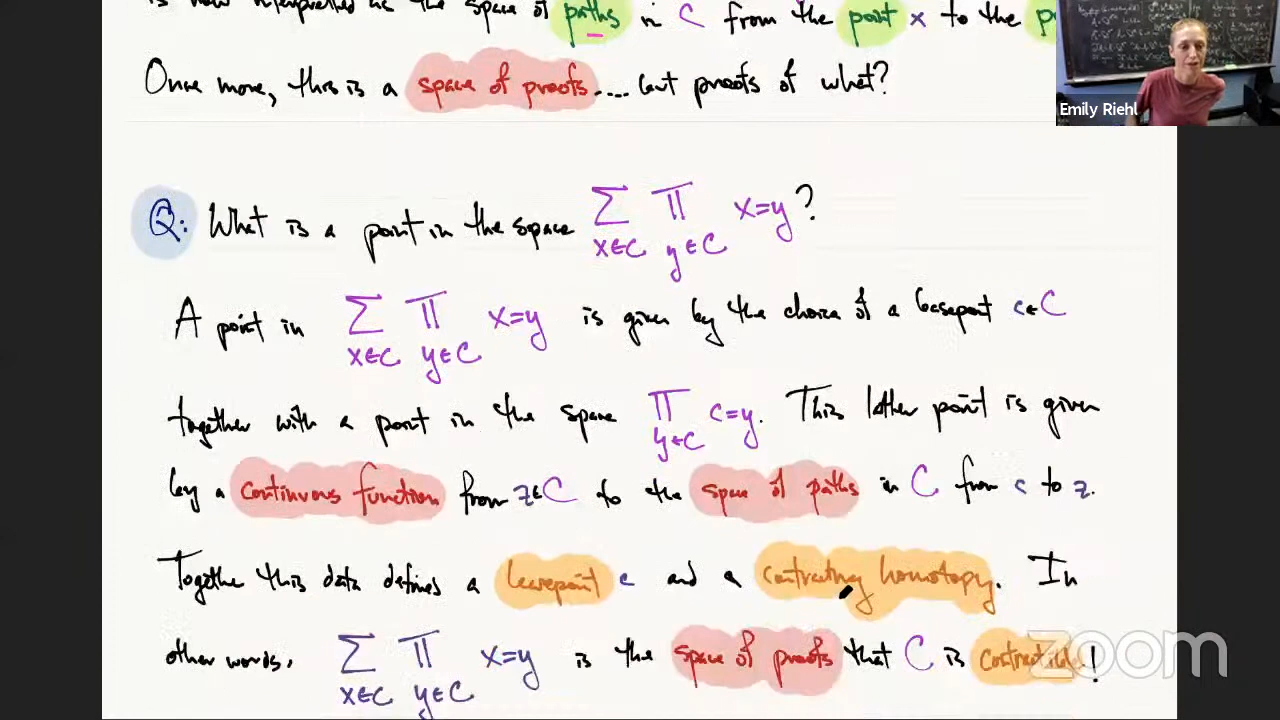 is now interpreted as the space of paths in C from the point x to the
Once more, this is a space of proofs.... but proofs of what?
Emily Riehl
Q: What is a point in the space Σ Π x=y?
x∈C y∈C
A point in Σ Π x=y is given by the choice of a basepoint c∈C
x∈C y∈C
together with a point in the space Π c=y. This latter point is given
y∈C
by a continuous function from z∈C to the space of paths in C from c to z.
Together this data defines a basepoint c and a contracting homotopy. In
other words, Σ Π x=y is the space of proofs that C is contractible!
x∈C y∈C
zoom